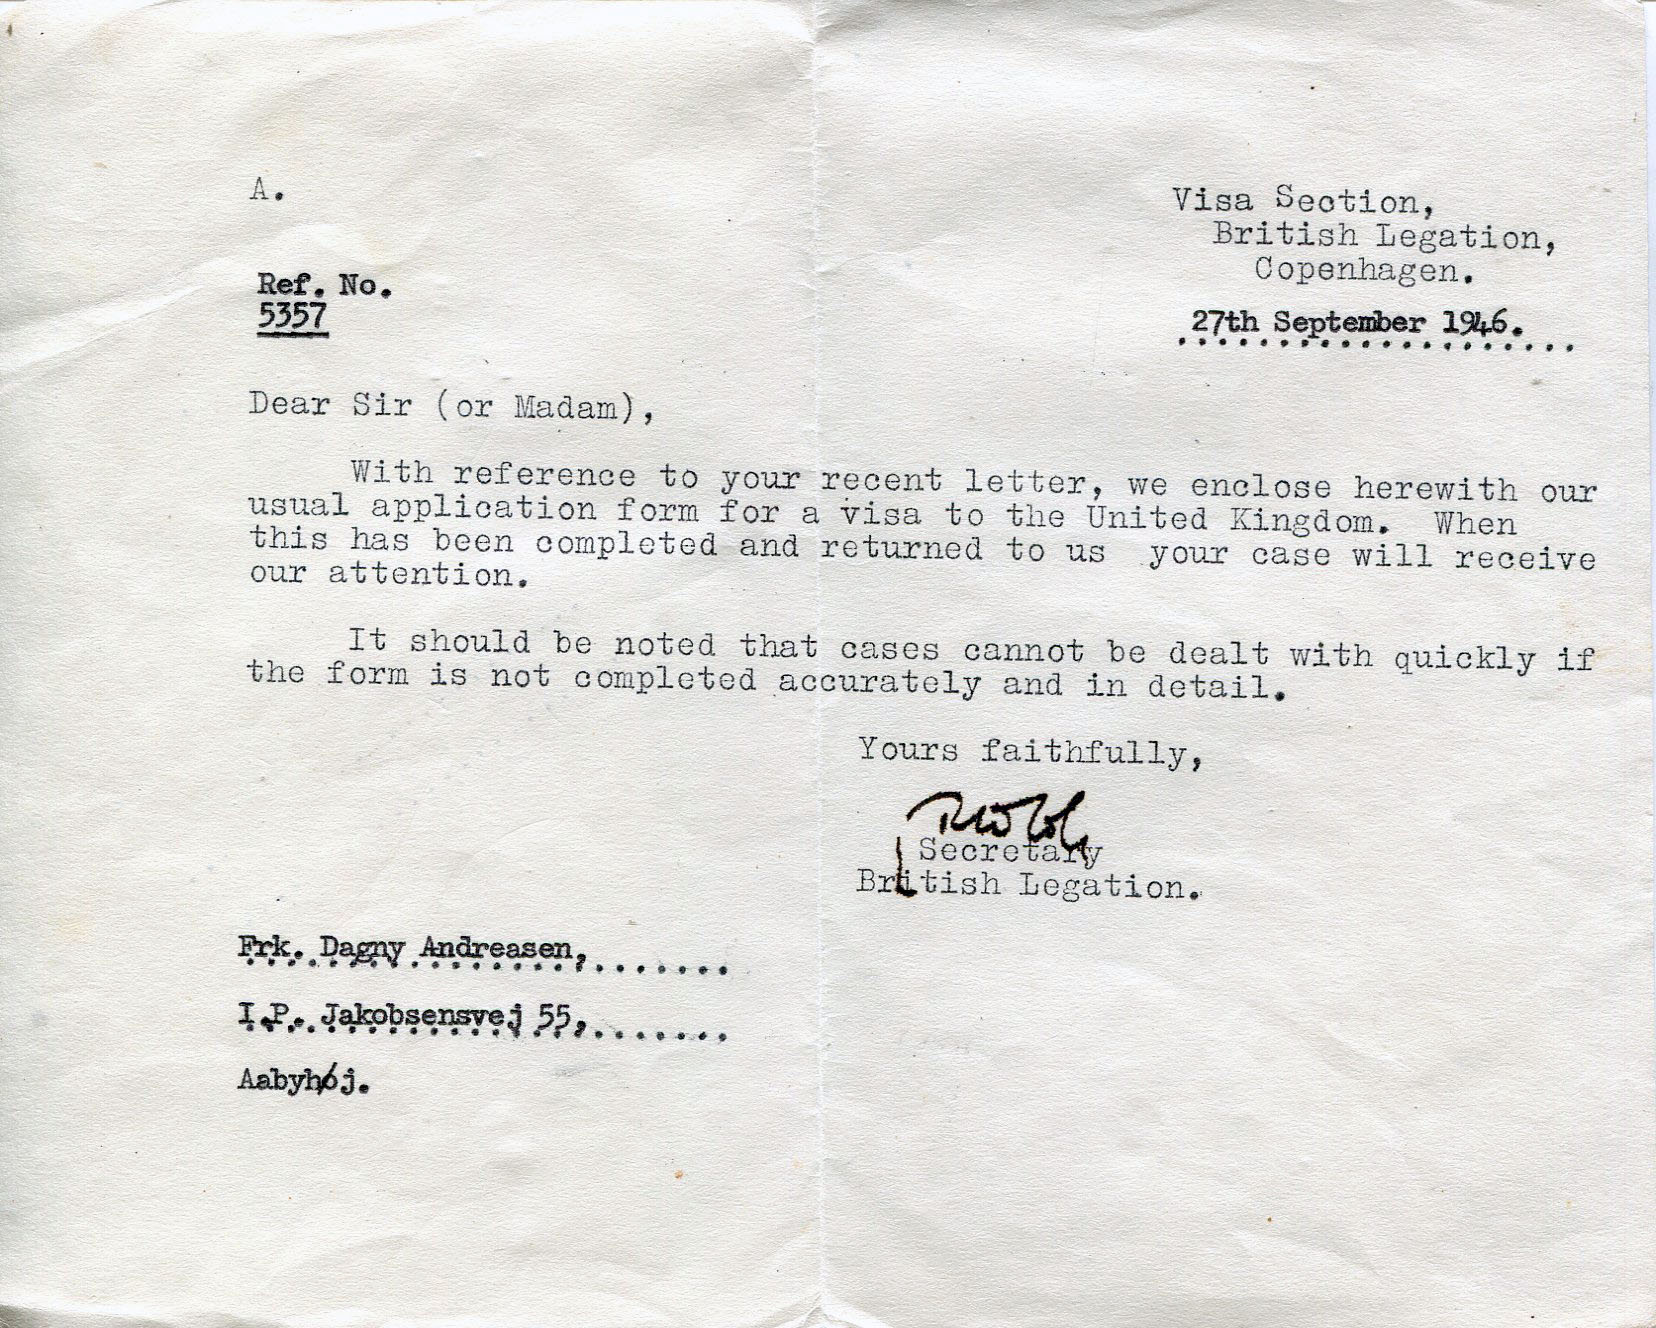 A.
Visa Section,
British Legation,
Copenhagen.
Ref. No.
5357
27th September 1946.
Dear Sir (or Madam),
With reference to your recent letter, we enclose herewith our
usual application form for a visa to the United Kingdom. When
this has been completed and returned to us your case will receive
our attention.
It should be noted that cases cannot be dealt with quickly if
the form is not completed accurately and in detail.
Yours faithfully,
Secretary
British Legation.
Frk. Dagny Andreasen,
I.P. Jakobsensvej 55,
Aabyhøj.